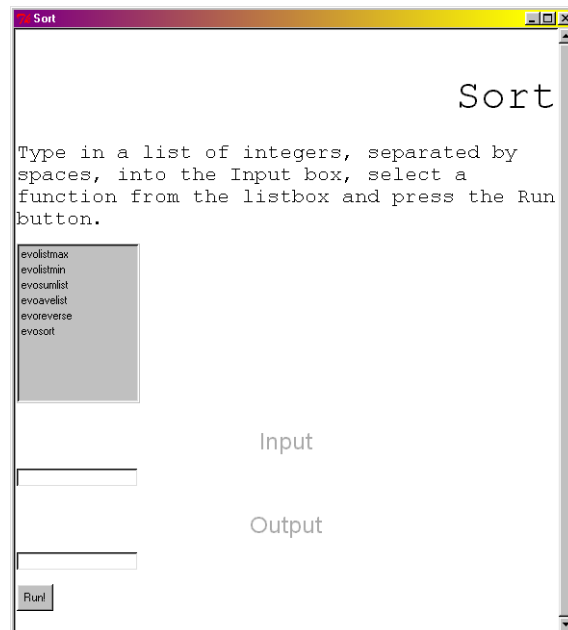 Sort
Sort
Type in a list of integers, separated by
spaces, into the Input box, select a
function from the listbox and press the Run
button.
evolistmax
evolistmin
evosumlist
evoavelist
evoreverse
evosort
Input
Output
Run!